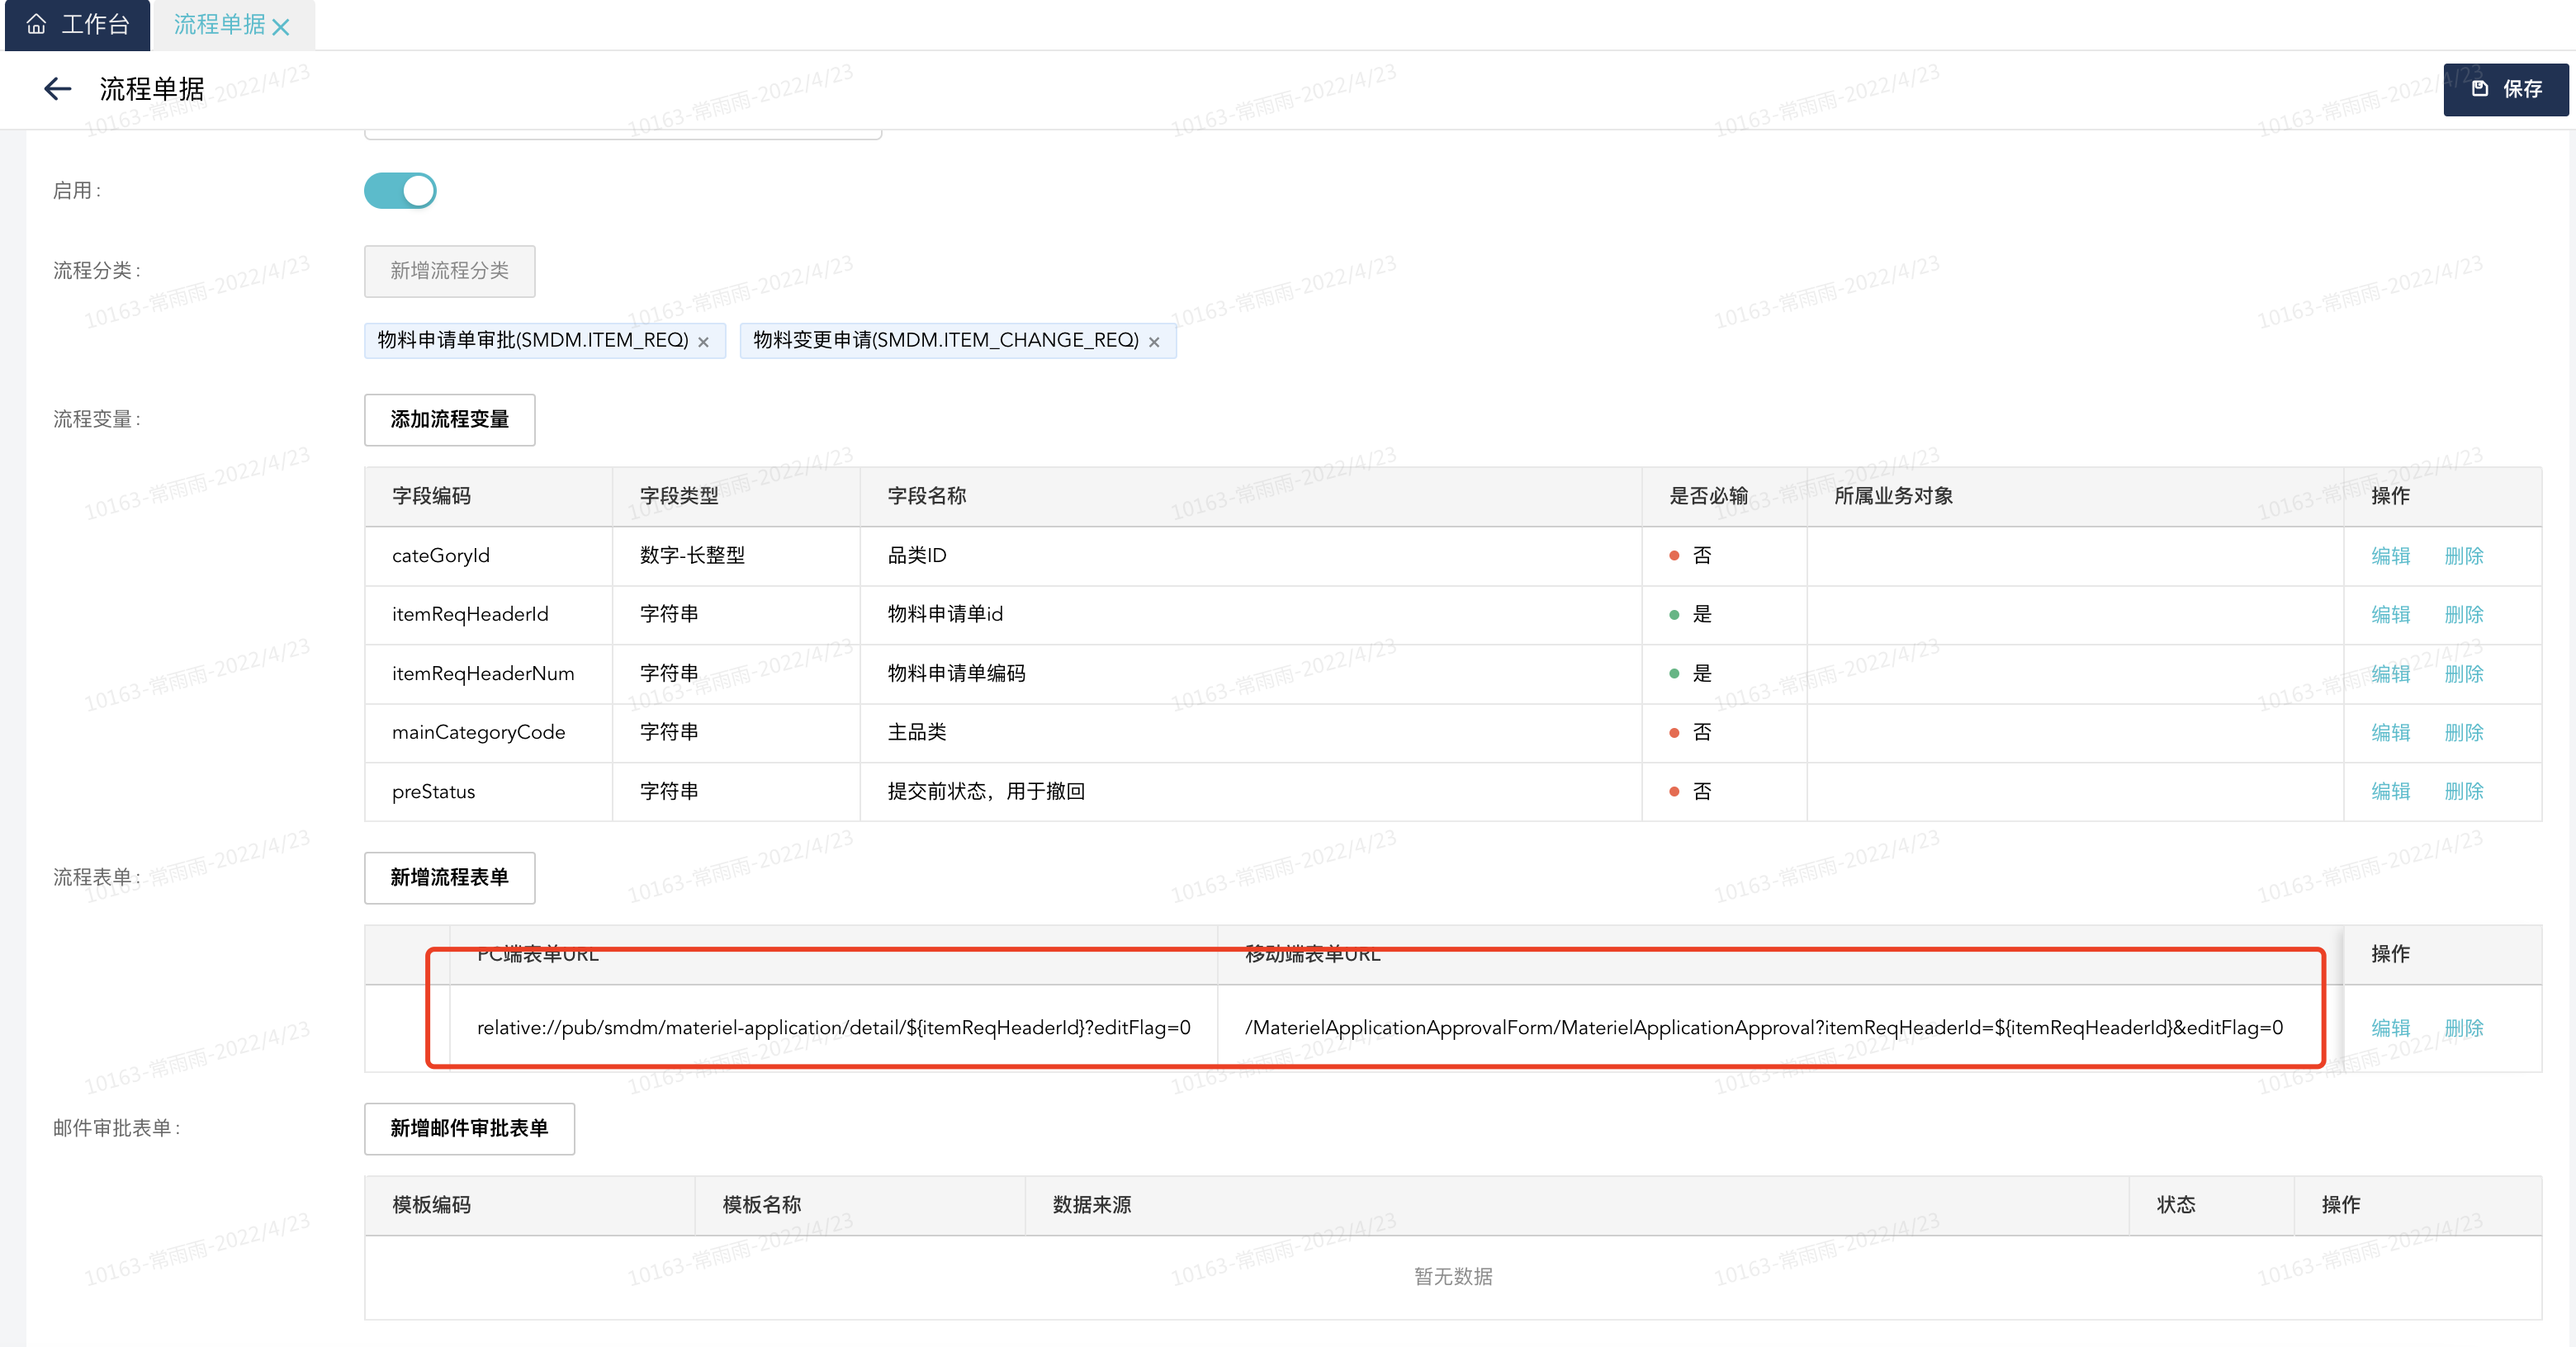 工作台 流程单据
流程单据 保存
启用:
流程分类: 新增流程分类
物料申请单审批(SMDM.ITEM_REQ) 物料变更申请(SMDM.ITEM_CHANGE_REQ)
流程变量: 添加流程变量
字段编码 字段类型 字段名称 是否必输 所属业务对象 操作
cateGoryId 数字-长整型 品类ID 否 编辑 删除
itemReqHeaderId 字符串 物料申请单id 是 编辑 删除
itemReqHeaderNum 字符串 物料申请单编码 是 编辑 删除
mainCategoryCode 字符串 主品类 否 编辑 删除
preStatus 字符串 提交前状态，用于撤回 否 编辑 删除
流程表单: 新增流程表单
PC端表单URL 移动端表单URL 操作
relative://pub/smdm/materiel-application/detail/${itemReqHeaderId}?editFlag=0 /MaterielApplicationApprovalForm/MaterielApplicationApproval?itemReqHeaderId=${itemReqHeaderId}&editFlag=0 编辑 删除
邮件审批表单: 新增邮件审批表单
模板编码 模板名称 数据来源 状态 操作
暂无数据
10163-常雨雨-2022/4/23